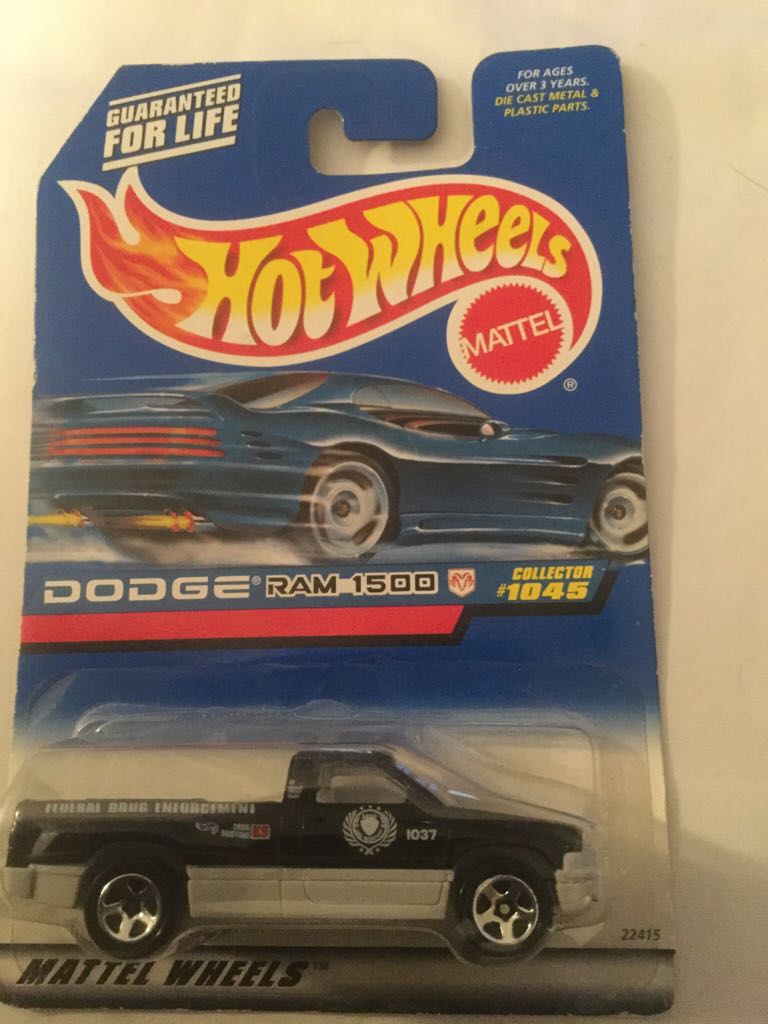 GUARANTEED
FOR LIFE
FOR AGES
OVER 3 YEARS.
DIE CAST METAL &
PLASTIC PARTS.
HOT WHEELS
MATTEL
®
DODGE® RAM 1500
COLLECTOR
#1045
FEDERAL DRUG ENFORCEMENT
1037
22415
MATTEL WHEELS™